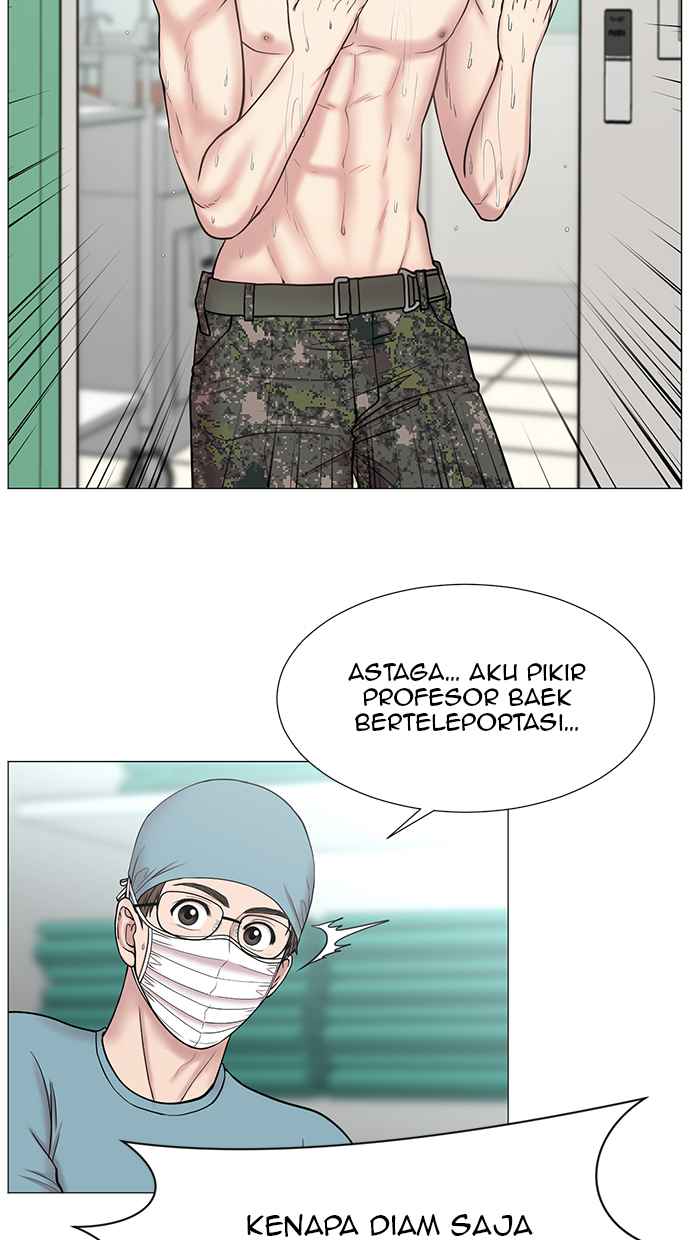 ASTAGA... AKU PIKIR
PROFESOR BAEK
BERTELEPORTASI...
KENAPA DIAM SAJA